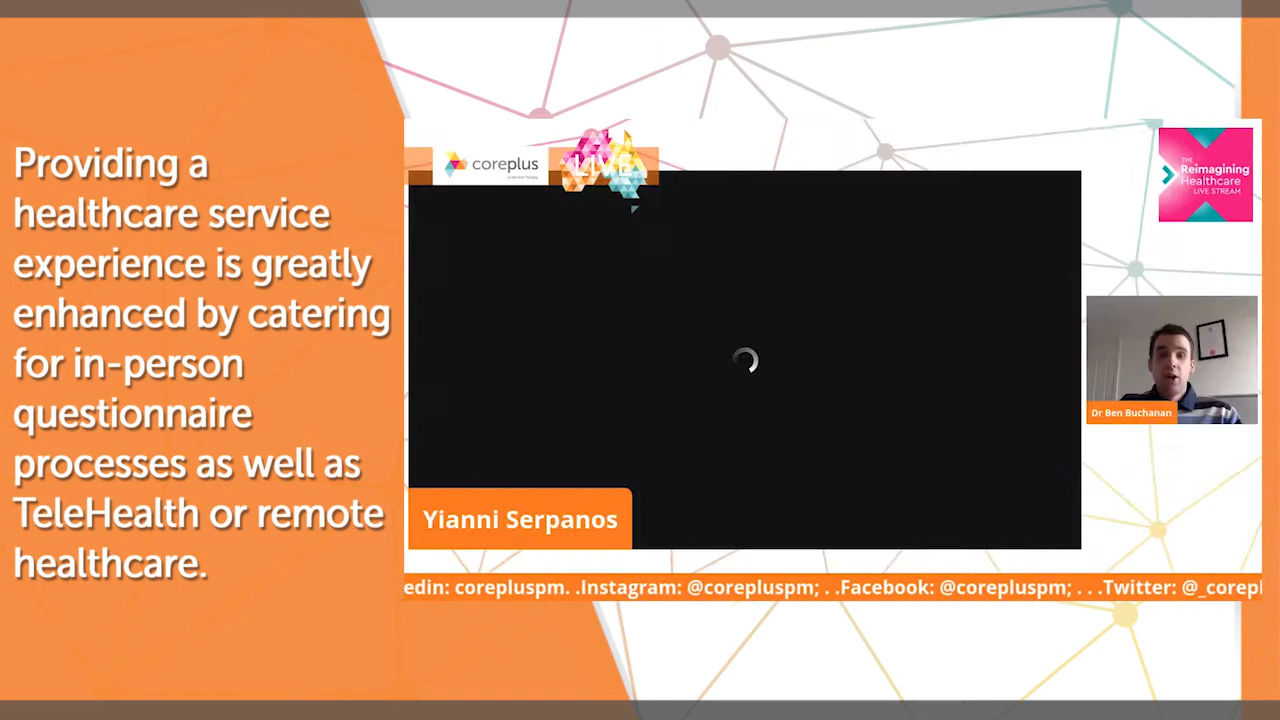 Providing a
healthcare service
experience is greatly
enhanced by catering
for in-person
questionnaire
processes as well as
TeleHealth or remote
healthcare.
coreplus
LIVE
THE
Reimagining
Healthcare
LIVE STREAM
Dr Ben Buchanan
Yianni Serpanos
edin: corepluspm. .Instagram: @corepluspm; . .Facebook: @corepluspm; . . .Twitter: @_corepl